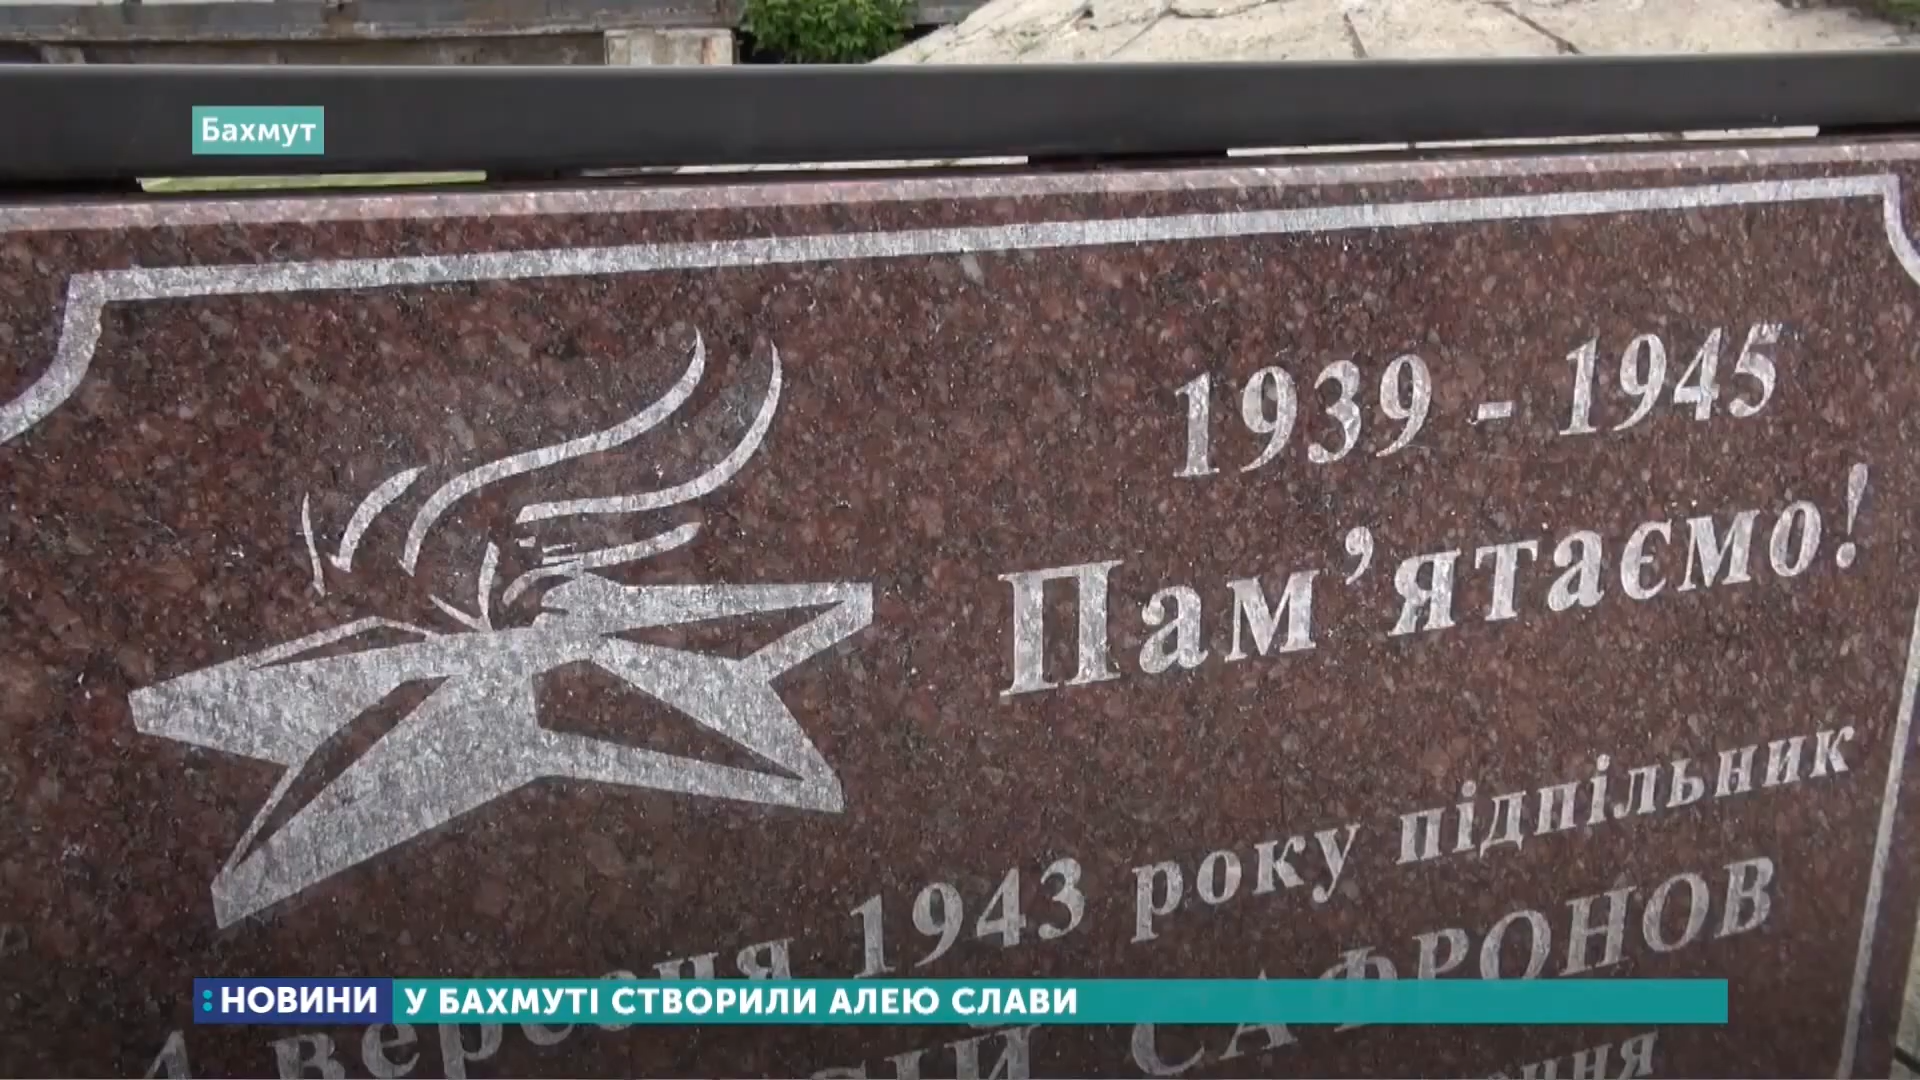 Бахмут
1939 - 1945
Пам'ятаємо!
1943 року підпільник
САФРОНОВ
:НОВИНИ У БАХМУТІ СТВОРИЛИ АЛЕЮ СЛАВИ